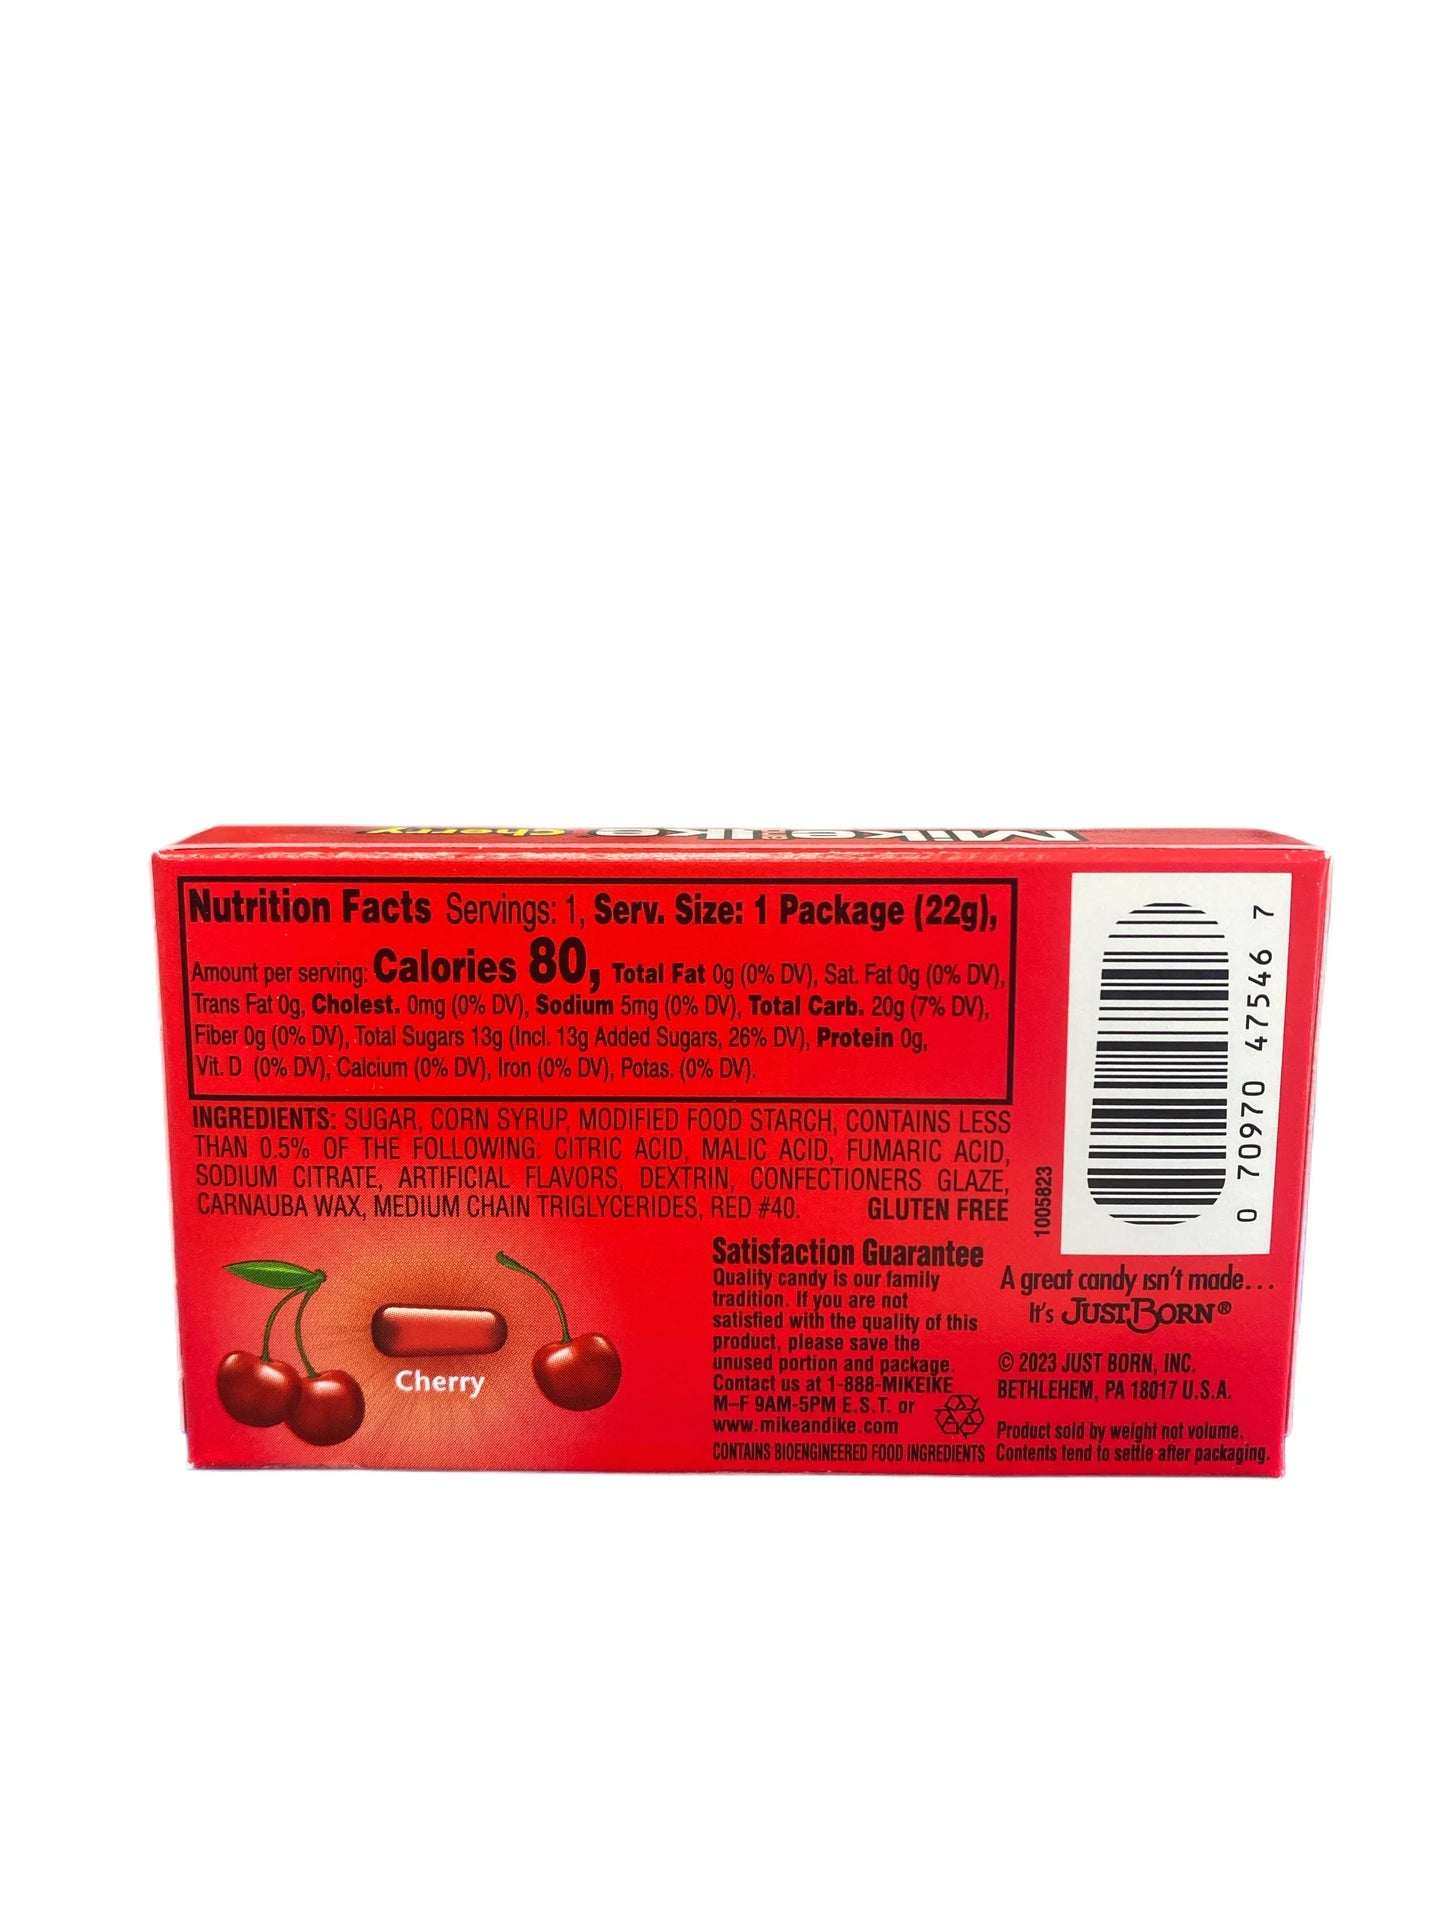 Mike and Ike Cherry
Nutrition Facts Servings: 1, Serv. Size: 1 Package (22g),
Amount per serving: Calories 80, Total Fat 0g (0% DV), Sat. Fat 0g (0% DV),
Trans Fat 0g, Cholest. 0mg (0% DV), Sodium 5mg (0% DV), Total Carb. 20g (7% DV),
Fiber 0g (0% DV), Total Sugars 13g (Incl. 13g Added Sugars, 26% DV), Protein 0g,
Vit. D (0% DV), Calcium (0% DV), Iron (0% DV), Potas. (0% DV).
INGREDIENTS: SUGAR, CORN SYRUP, MODIFIED FOOD STARCH, CONTAINS LESS
THAN 0.5% OF THE FOLLOWING: CITRIC ACID, MALIC ACID, FUMARIC ACID,
SODIUM CITRATE, ARTIFICIAL FLAVORS, DEXTRIN, CONFECTIONERS GLAZE,
CARNAUBA WAX, MEDIUM CHAIN TRIGLYCERIDES, RED #40. GLUTEN FREE
1005823
0 70970 47546 7
Cherry
Satisfaction Guarantee
Quality candy is our family
tradition. If you are not
satisfied with the quality of this
product, please save the
unused portion and package.
Contact us at 1-888-MIKEIKE
M–F 9AM-5PM E.S.T. or
www.mikeandike.com
CONTAINS BIOENGINEERED FOOD INGREDIENTS
A great candy isn't made...
It's JUST BORN®
© 2023 JUST BORN, INC.
BETHLEHEM, PA 18017 U.S.A.
Product sold by weight not volume.
Contents tend to settle after packaging.